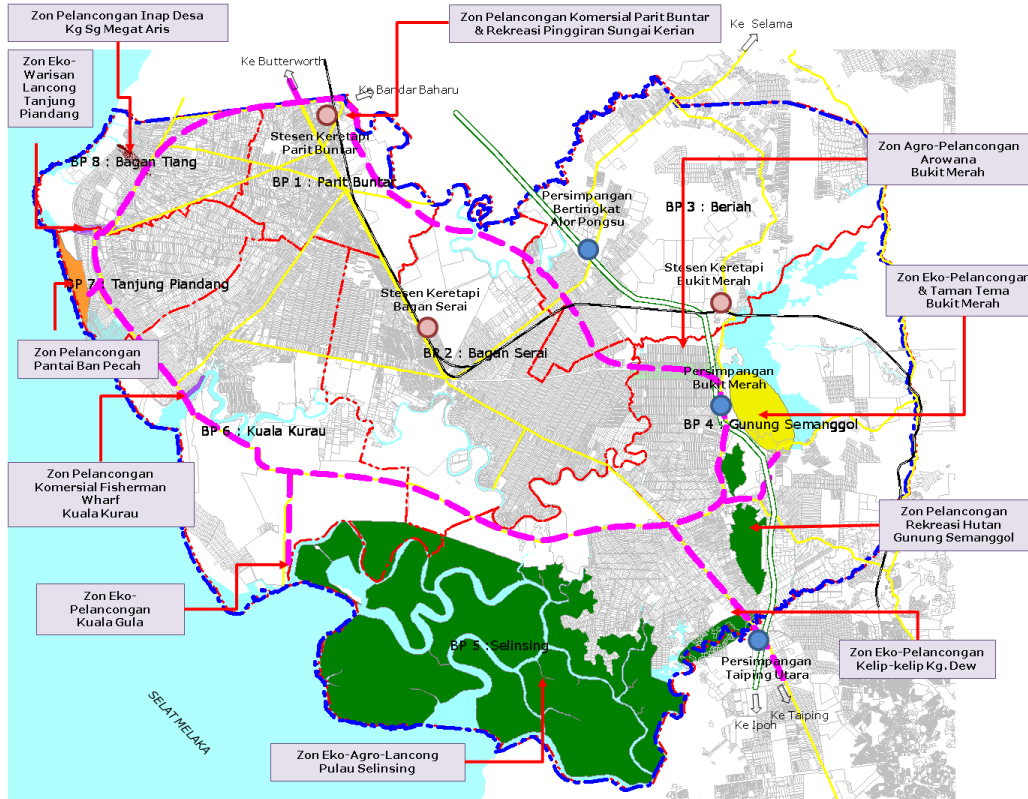 Zon Pelancongan Inap Desa
Kg Sg Megat Aris
Zon Pelancongan Komersial Parit Buntar
& Rekreasi Pinggiran Sungai Kerian
Ke Selama
Zon Eko-
Warisan
Lancong
Tanjung
Piandang
Ke Butterworth
Ke Bandar Baharu
Stesen Keretapi
Parit Buntar
Zon Agro-Pelancongan
Arowana
Bukit Merah
BP 8 : Bagan Tiang
BP 1 : Parit Buntar
Persimpangan
Bertingkat
Alor Pongsu
BP 3 : Beriah
Stesen Keretapi
Bukit Merah
Zon Eko-Pelancongan
& Taman Tema
Bukit Merah
BP 7 : Tanjung Piandang
Stesen Keretapi
Bagan Serai
Zon Pelancongan
Pantai Ban Pecah
BP 2 : Bagan Serai
Persimpangan
Bukit Merah
BP 4 : Gunung Semanggol
BP 6 : Kuala Kurau
Zon Pelancongan
Komersial Fisherman
Wharf
Kuala Kurau
Zon Pelancongan
Rekreasi Hutan
Gunung Semanggol
Zon Eko-
Pelancongan
Kuala Gula
BP 5 :Selinsing
Zon Eko-Pelancongan
Kelip-kelip Kg. Dew
Persimpangan
Taiping Utara
Ke Taiping
Ke Ipoh
SELAT MELAKA
Zon Eko-Agro-Lancong
Pulau Selinsing